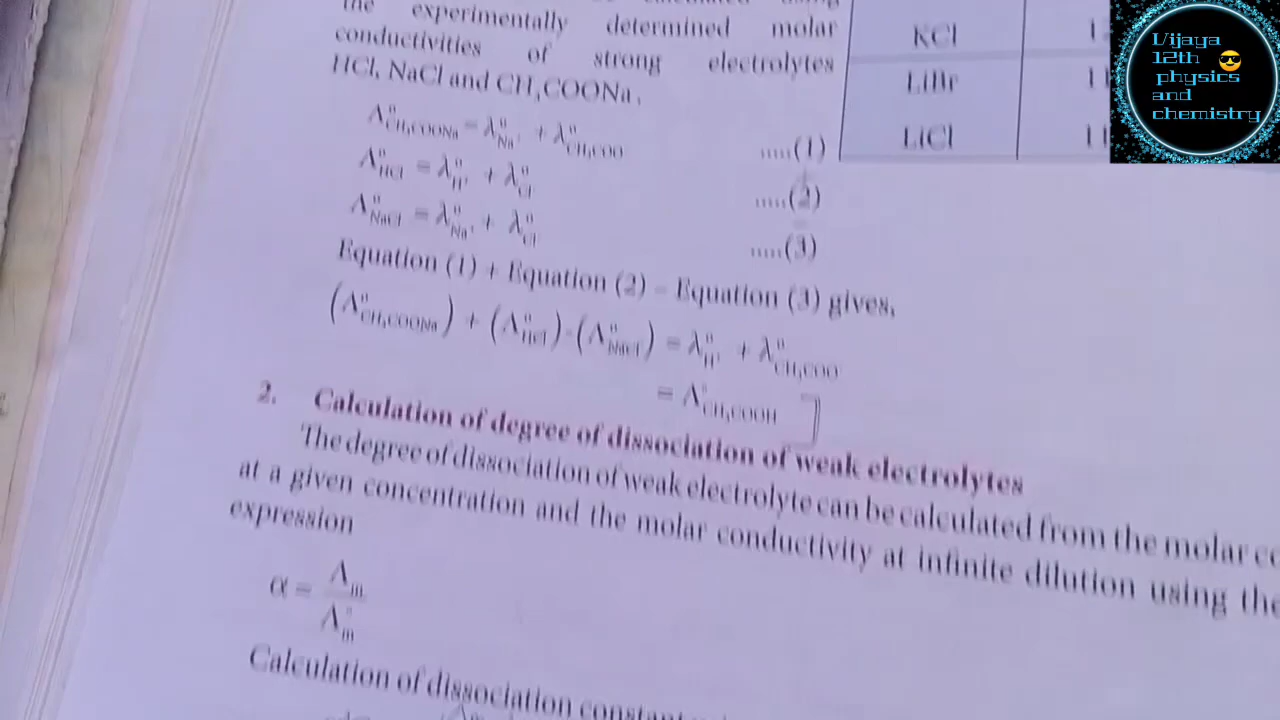 the experimentally determined molar
conductivities of strong electrolytes
HCl, NaCl and CH₃COONa.
Λ°CH₃COONa = λ°Na⁺ + λ°CH₃COO⁻ .....(1)
Λ°HCl = λ°H⁺ + λ°Cl⁻ .....(2)
Λ°NaCl = λ°Na⁺ + λ°Cl⁻ .....(3)
Equation (1) + Equation (2) – Equation (3) gives,
(Λ°CH₃COONa) + (Λ°HCl) - (Λ°NaCl) = λ°H⁺ + λ°CH₃COO⁻
= Λ°CH₃COOH
KCl
LiBr
LiCl
Vijaya
12th 😎
physics
and
chemistry
2. Calculation of degree of dissociation of weak electrolytes
The degree of dissociation of weak electrolyte can be calculated from the molar
at a given concentration and the molar conductivity at infinite dilution using the
expression
α = Λm / Λ°m
Calculation of dissociation constant